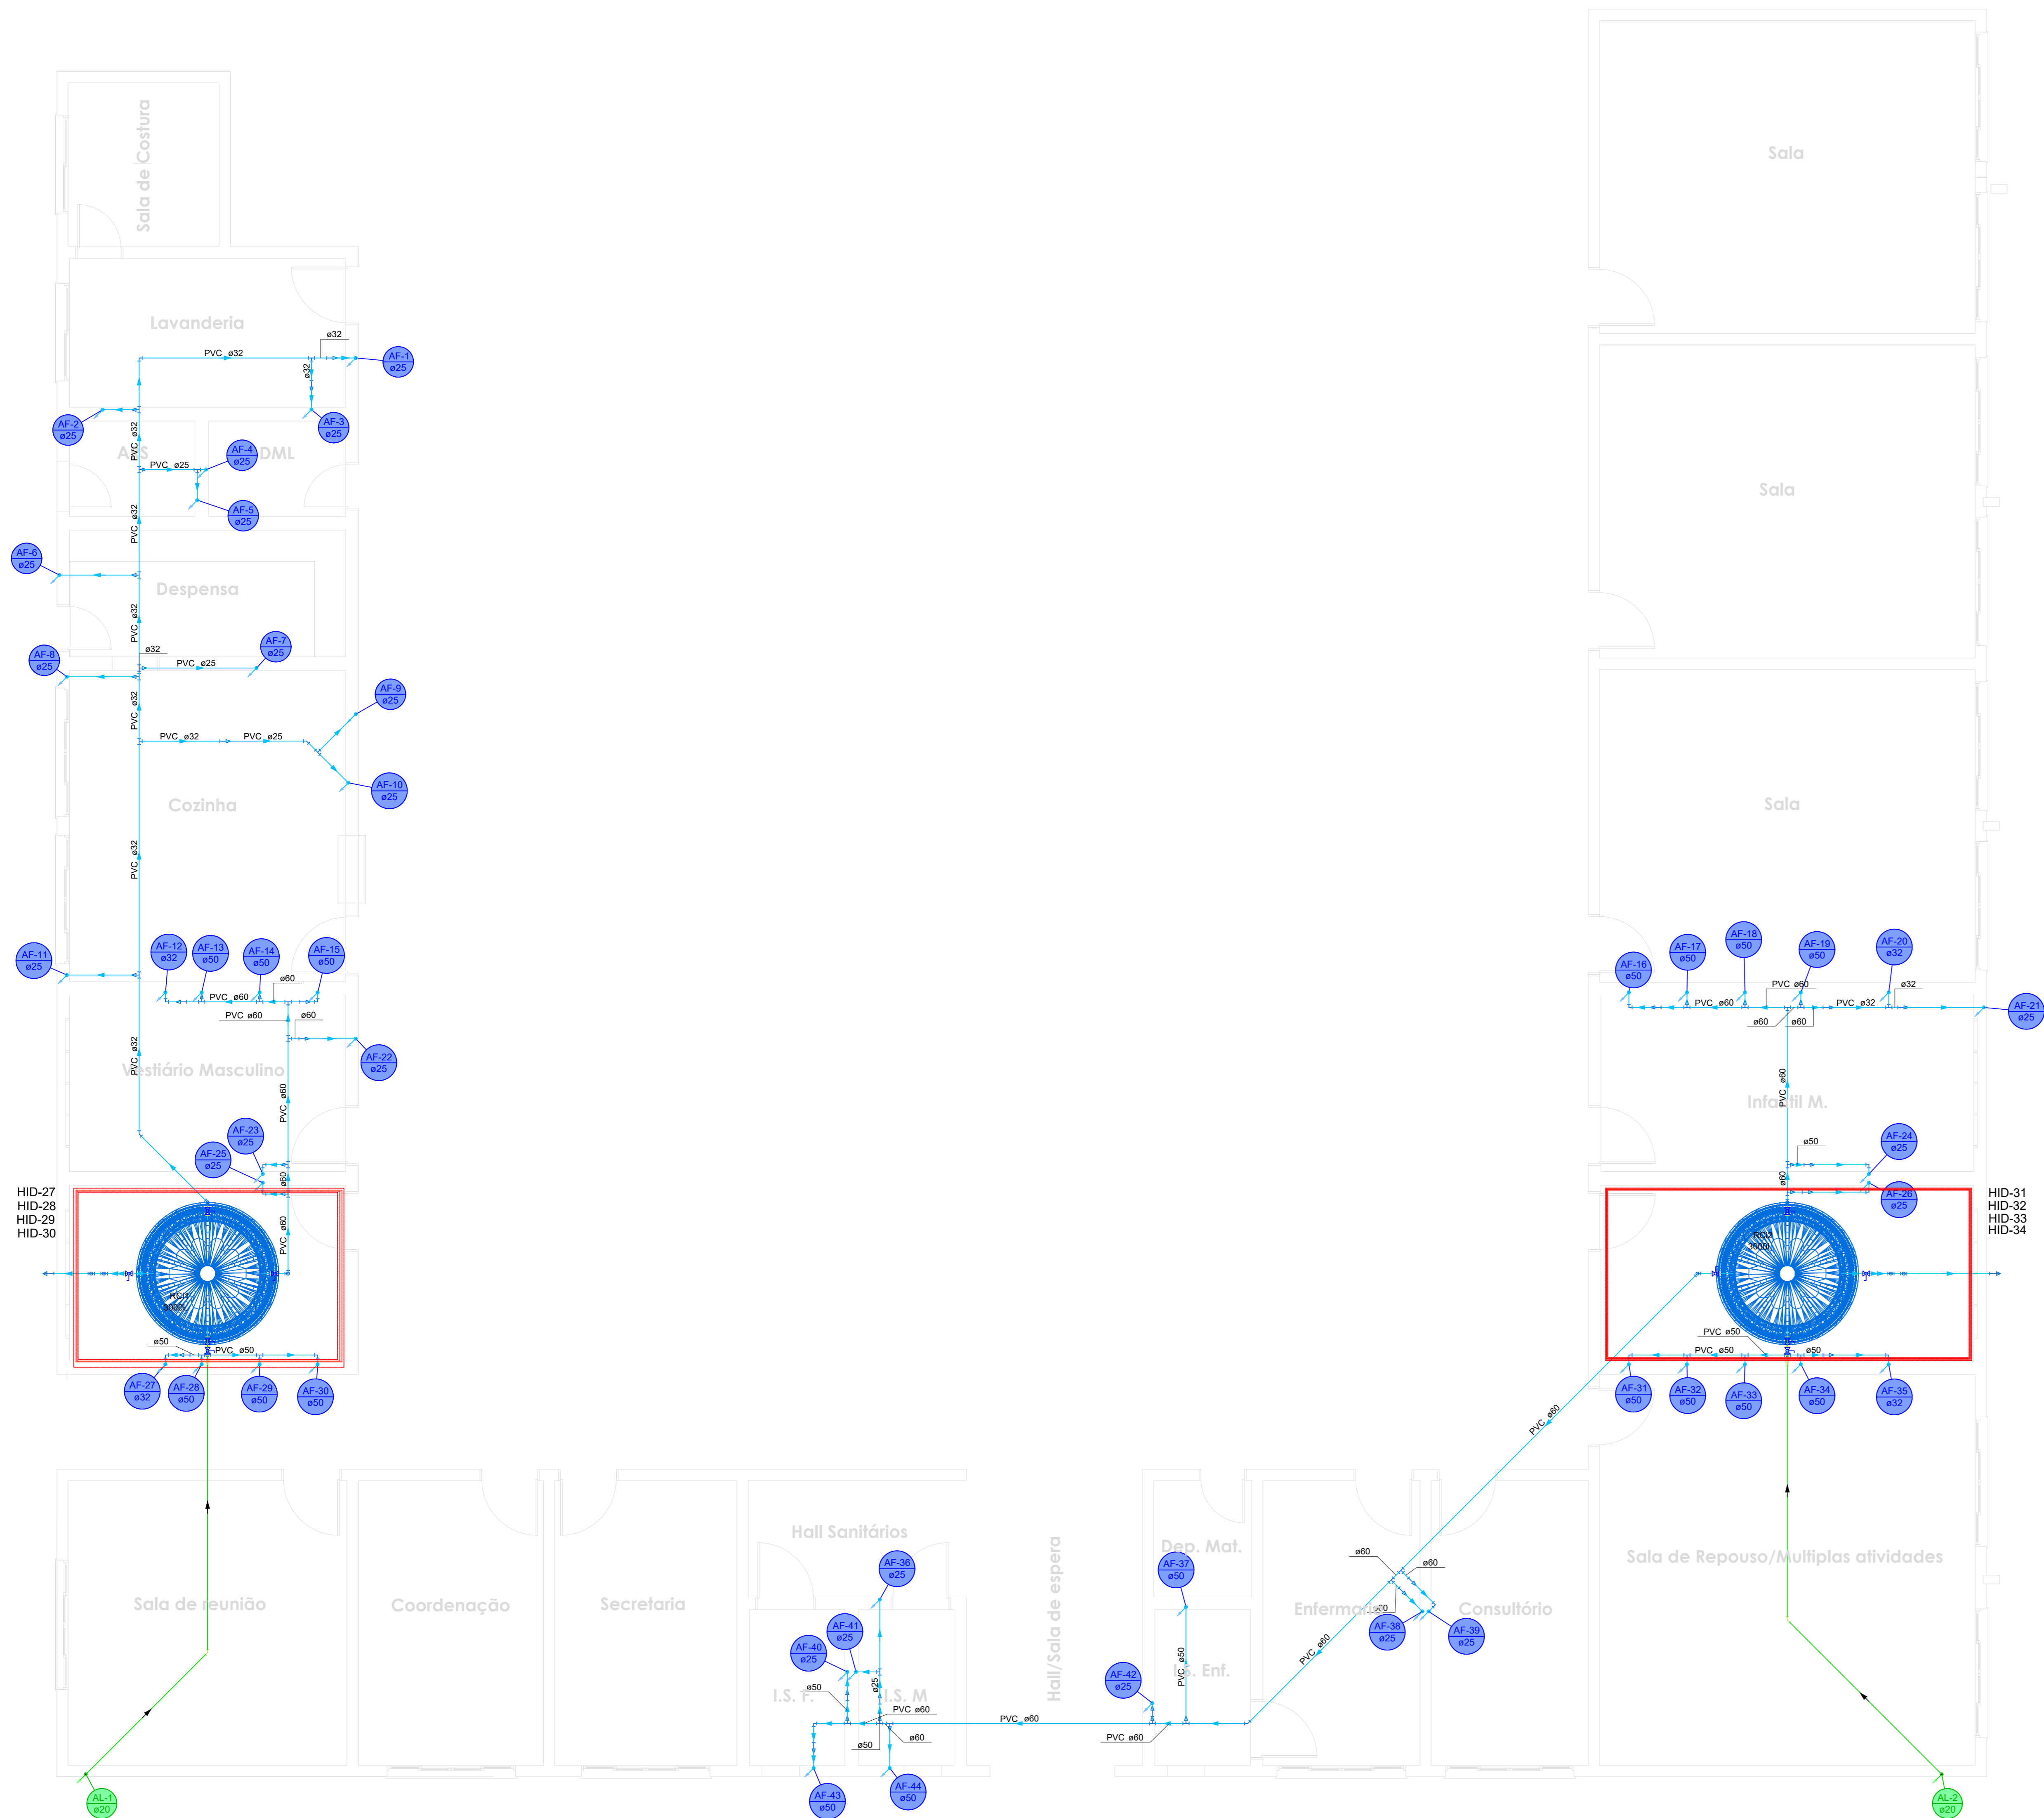 Sala de Costura
Sala
Lavanderia
PVC ø32
ø32
AF-1
ø25
ø32
AF-2
ø25
AF-3
ø25
PVC ø32
DML
PVC ø25
AF-4
ø25
AF-5
ø25
Sala
PVC ø32
AF-6
ø25
Despensa
PVC ø32
AF-7
ø25
ø32
AF-8
ø25
PVC ø25
AF-9
ø25
PVC ø32
PVC ø32
PVC ø25
AF-10
ø25
Cozinha
Sala
PVC ø32
AF-11
ø25
AF-12
ø32
AF-13
ø50
AF-14
ø50
AF-15
ø50
AF-16
ø50
AF-17
ø50
AF-18
ø50
AF-19
ø50
AF-20
ø32
AF-21
ø25
ø60
PVC ø60
PVC ø60
ø60
PVC ø60
PVC ø60
PVC ø32
ø32
ø60
ø60
AF-22
ø25
PVC ø32
Vestiário Masculino
PVC ø60
PVC ø60
Infantil M.
AF-23
ø25
AF-25
ø25
ø60
ø50
AF-24
ø25
ø60
AF-26
ø25
HID-27
HID-28
HID-29
HID-30
HID-31
HID-32
HID-33
HID-34
PVC ø60
RCI1
3000L
RCI2
3000L
ø50
PVC ø50
PVC ø50
PVC ø50
ø50
AF-27
ø32
AF-28
ø50
AF-29
ø50
AF-30
ø50
AF-31
ø50
AF-32
ø50
AF-33
ø50
AF-34
ø50
AF-35
ø32
PVC ø60
Hall Sanitários
Dep. Mat.
Sala de reunião
Coordenação
Secretaria
Hall/Sala de espera
Enfermaria
Consultório
Sala de Repouso/Multiplas atividades
AF-36
ø25
AF-37
ø50
ø60
ø60
ø60
AF-38
ø25
AF-39
ø25
AF-40
ø25
AF-41
ø25
AF-42
ø25
PVC ø60
PVC ø50
I.S. F.
I.S. M
I.S. Enf.
ø50
ø25
PVC ø60
PVC ø60
PVC ø60
ø50
ø60
AF-43
ø50
AF-44
ø50
AL-1
ø20
AL-2
ø20